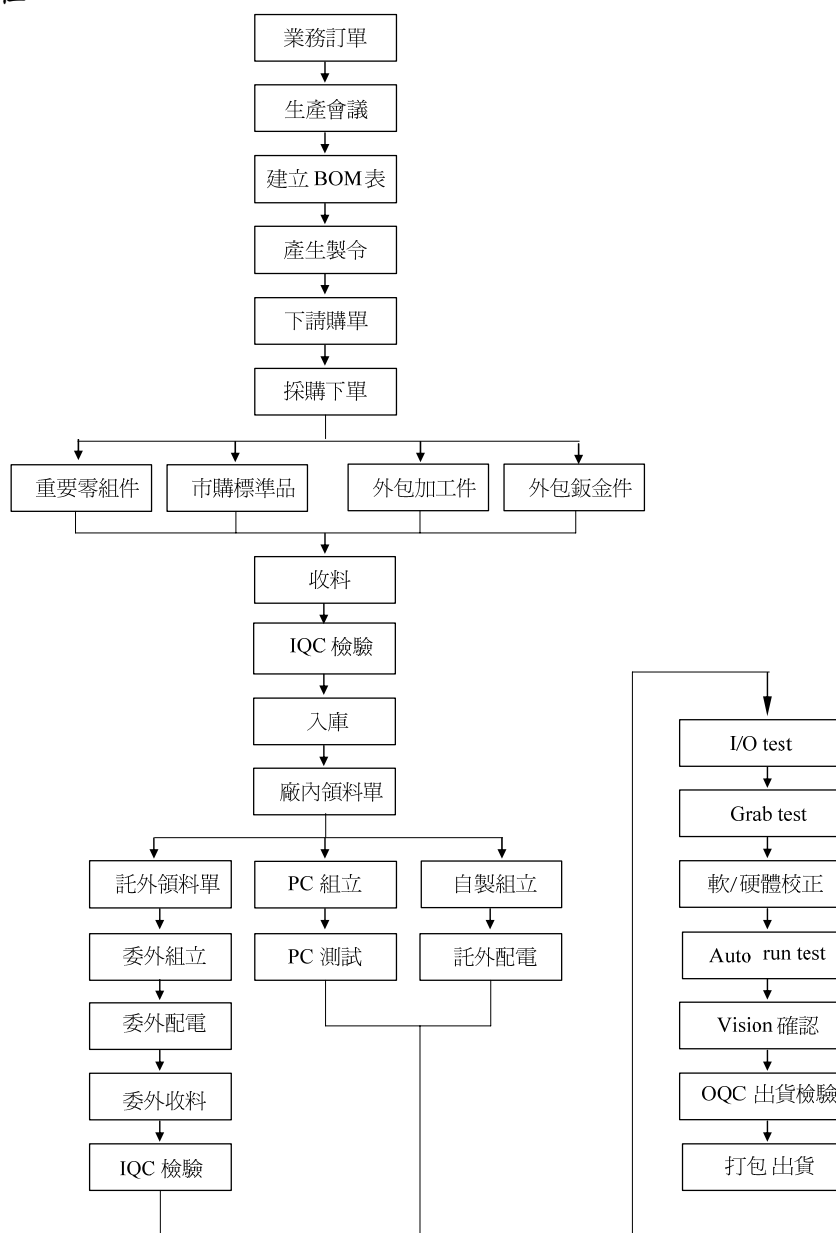 業務訂單
生產會議
建立 BOM 表
產生製令
下請購單
採購下單
重要零組件
市購標準品
外包加工件
外包鈑金件
收料
IQC 檢驗
入庫
廠內領料單
託外領料單
PC 組立
自製組立
委外組立
PC 測試
託外配電
委外配電
委外收料
IQC 檢驗
I/O test
Grab test
軟/硬體校正
Auto run test
Vision 確認
OQC 出貨檢驗
打包 出貨